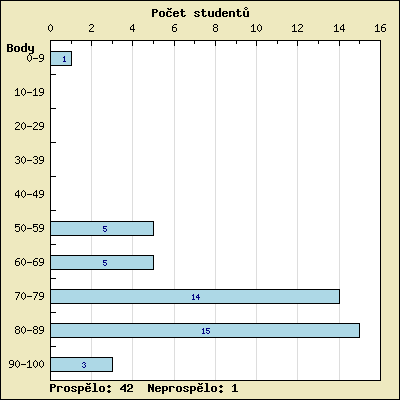 Počet studentů
0 2 4 6 8 10 12 14 16
Body
0-9 1
10-19
20-29
30-39
40-49
50-59 5
60-69 5
70-79 14
80-89 15
90-100 3
Prospělo: 42 Neprospělo: 1